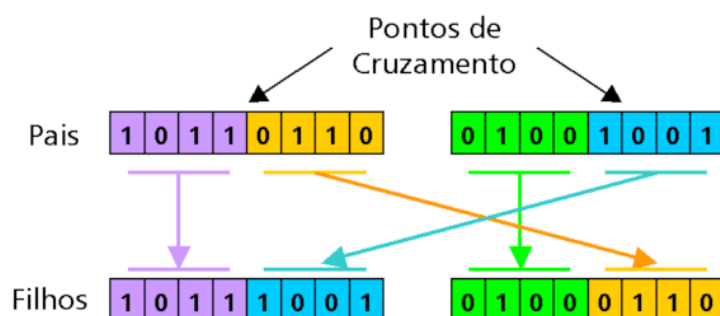 Pontos de
Cruzamento
Pais 1 0 1 1 0 1 1 0 0 1 0 0 1 0 0 1
Filhos 1 0 1 1 1 0 0 1 0 1 0 0 0 1 1 0